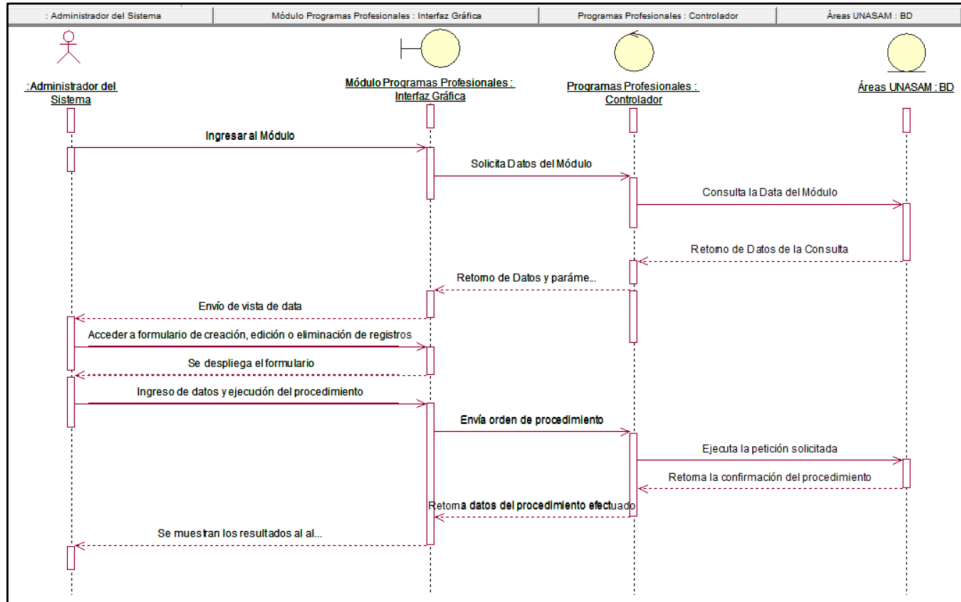 : Administrador del Sistema
Módulo Programas Profesionales : Interfaz Gráfica
Programas Profesionales : Controlador
Áreas UNASAM : BD
:Administrador del
Sistema
Módulo Programas Profesionales :
Interfaz Gráfica
Programas Profesionales :
Controlador
Áreas UNASAM : BD
Ingresar al Módulo
Solicita Datos del Módulo
Consulta la Data del Módulo
Retorno de Datos de la Consulta
Retorno de Datos y paráme...
Envío de vista de data
Acceder a formulario de creación, edición o eliminación de registros
Se despliega el formulario
Ingreso de datos y ejecución del procedimiento
Envía orden de procedimiento
Ejecuta la petición solicitada
Retorna la confirmación del procedimiento
Retorna datos del procedimiento efectuado
Se muestran los resultados al al...